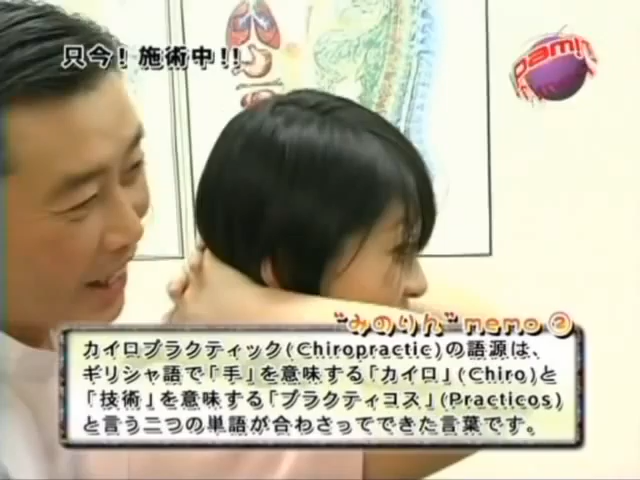 只今！施術中!!
pamin
"みのりん"memo②
カイロプラクティック(Chiropractic)の語源は、
ギリシャ語で「手」を意味する「カイロ」(Chiro)と
「技術」を意味する「プラクティコス」(Practicos)
と言う二つの単語が合わさってできた言葉です。